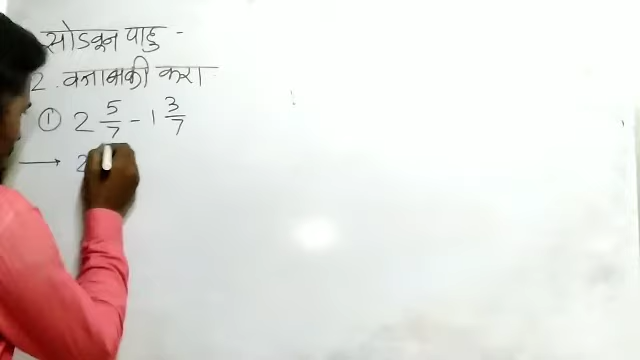 सोडवून पाहु -
2. वजाबाकी करा
① 2 5/7 - 1 3/7
→ 2